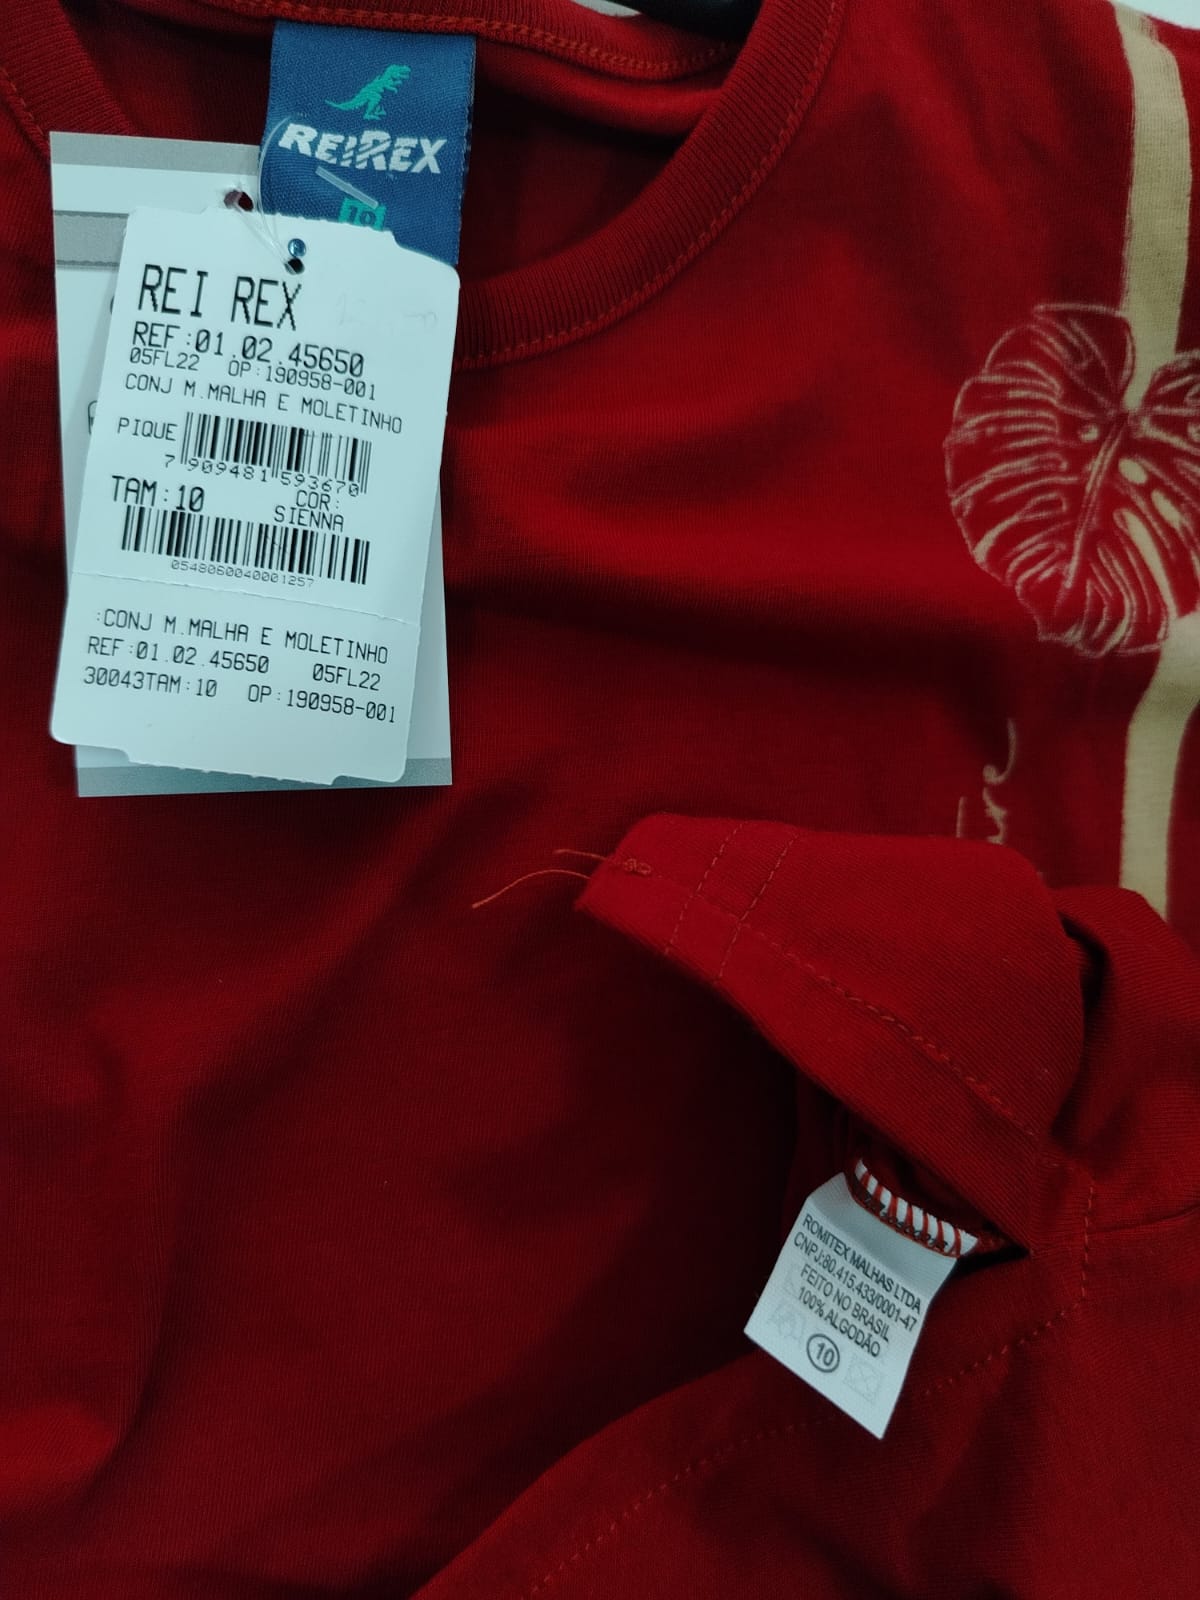 REIREX
10
REI REX
REF:01.02.45650
05FL22 OP:190958-001
CONJ M.MALHA E MOLETINHO
PIQUE
7 909481 593670
TAM:10 COR:
SIENNA
0548060040001257
:CONJ M.MALHA E MOLETINHO
REF:01.02.45650 05FL22
30043TAM:10 OP:190958-001
ROMITEX MALHAS LTDA
CNPJ:80.415.433/0001-47
FEITO NO BRASIL
100% ALGODÃO
10